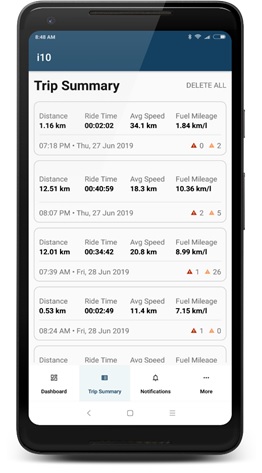 8:48 AM
i10
Trip Summary DELETE ALL
Distance Ride Time Avg Speed Fuel Mileage
1.16 km 00:02:02 34.1 km/h 1.84 km/l
07:18 PM • Thu, 27 Jun 2019 0 2
Distance Ride Time Avg Speed Fuel Mileage
12.51 km 00:40:59 18.3 km/h 10.36 km/l
08:07 PM • Thu, 27 Jun 2019 2 5
Distance Ride Time Avg Speed Fuel Mileage
12.01 km 00:34:42 20.8 km/h 8.99 km/l
07:39 AM • Fri, 28 Jun 2019 1 26
Distance Ride Time Avg Speed Fuel Mileage
0.53 km 00:02:49 11.4 km/h 7.15 km/l
08:24 AM • Fri, 28 Jun 2019 1 0
Distance Ride Time Avg Speed Fuel Mileage
Dashboard Trip Summary Notifications More